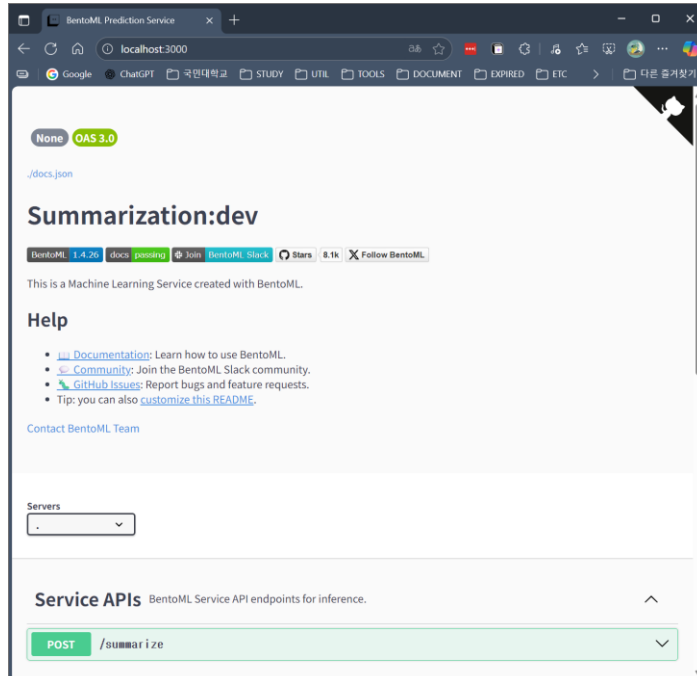 BentoML Prediction Service
localhost:3000
Google
ChatGPT
국민대학교
STUDY
UTIL
TOOLS
DOCUMENT
EXPIRED
ETC
다른 즐겨찾기
None OAS 3.0
./docs.json
Summarization:dev
BentoML 1.4.26 docs passing Join BentoML Slack Stars 8.1k Follow BentoML
This is a Machine Learning Service created with BentoML.
Help
Documentation: Learn how to use BentoML.
Community: Join the BentoML Slack community.
GitHub Issues: Report bugs and feature requests.
Tip: you can also customize this README.
Contact BentoML Team
Servers
.
Service APIs BentoML Service API endpoints for inference.
POST /summarize